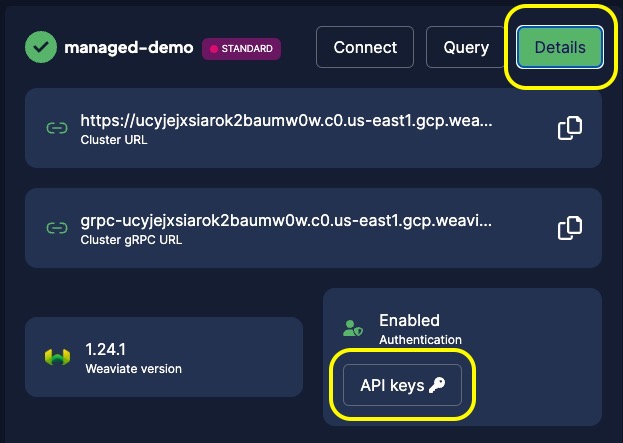 managed-demo STANDARD Connect Query Details
https://ucyjejxsiarok2baumw0w.c0.us-east1.gcp.wea...
Cluster URL
grpc-ucyjejxsiarok2baumw0w.c0.us-east1.gcp.weavi...
Cluster gRPC URL
1.24.1
Weaviate version
Enabled
Authentication
API keys